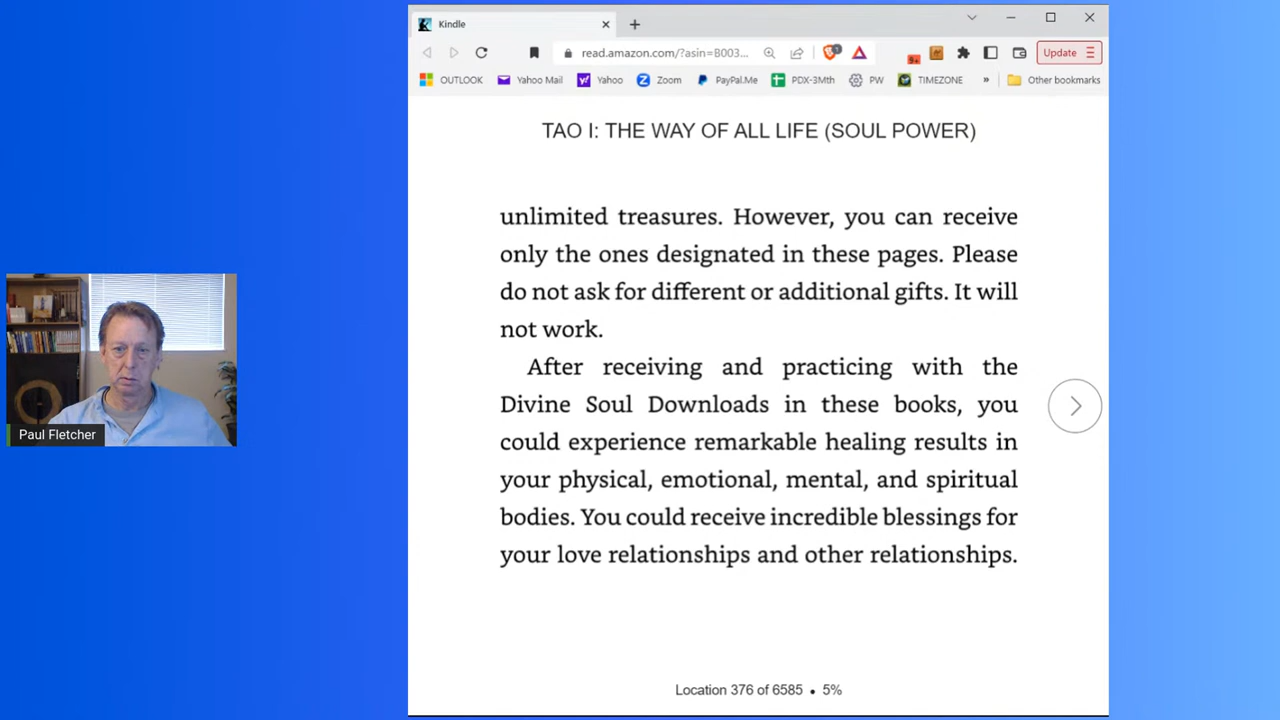 Kindle
read.amazon.com/?asin=B003...
1
9+
Update
OUTLOOK
Yahoo Mail
Yahoo
Zoom
PayPal.Me
PDX-3Mth
PW
TIMEZONE
»
Other bookmarks
TAO I: THE WAY OF ALL LIFE (SOUL POWER)
unlimited treasures. However, you can receive
only the ones designated in these pages. Please
do not ask for different or additional gifts. It will
not work.
After receiving and practicing with the
Divine Soul Downloads in these books, you
could experience remarkable healing results in
your physical, emotional, mental, and spiritual
bodies. You could receive incredible blessings for
your love relationships and other relationships.
Location 376 of 6585 • 5%
Paul Fletcher